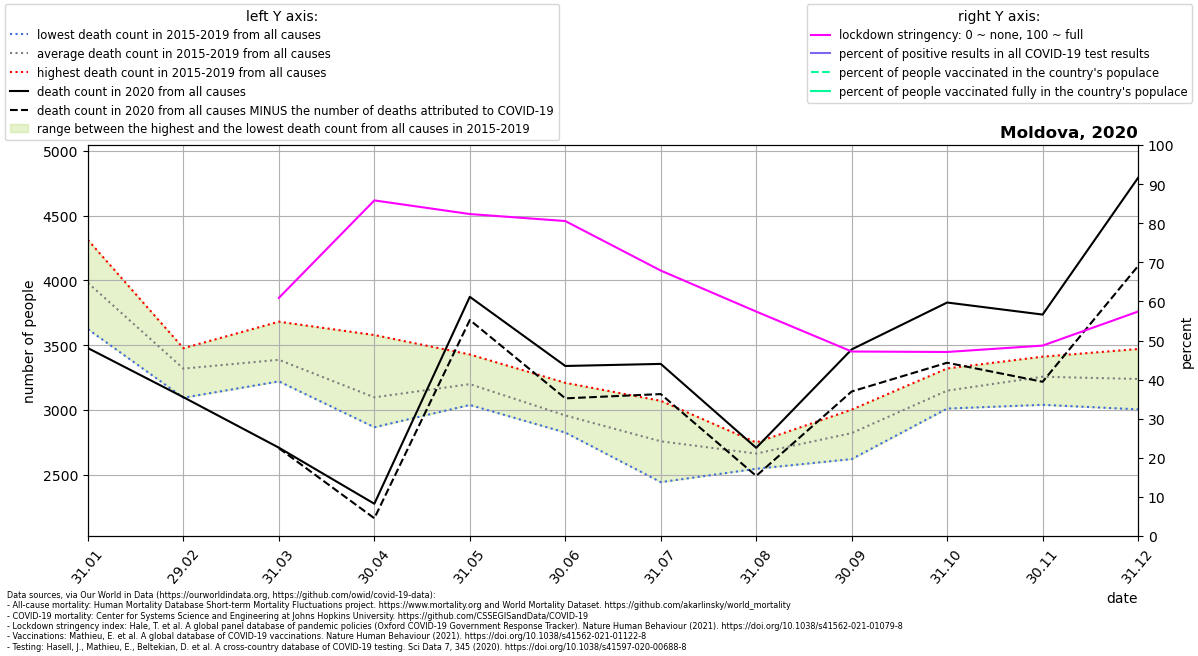 left Y axis:
lowest death count in 2015-2019 from all causes
average death count in 2015-2019 from all causes
highest death count in 2015-2019 from all causes
death count in 2020 from all causes
death count in 2020 from all causes MINUS the number of deaths attributed to COVID-19
range between the highest and the lowest death count from all causes in 2015-2019
right Y axis:
lockdown stringency: 0 ~ none, 100 ~ full
percent of positive results in all COVID-19 test results
percent of people vaccinated in the country's populace
percent of people vaccinated fully in the country's populace
Moldova, 2020
number of people
5000
4500
4000
3500
3000
2500
100
90
80
70
60
50
40
30
20
10
0
percent
31.01
29.02
31.03
30.04
31.05
30.06
31.07
31.08
30.09
31.10
30.11
31.12
date
Data sources, via Our World in Data (https://ourworldindata.org, https://github.com/owid/covid-19-data):
- All-cause mortality: Human Mortality Database Short-term Mortality Fluctuations project. https://www.mortality.org and World Mortality Dataset. https://github.com/akarlinsky/world_mortality
- COVID-19 mortality: Center for Systems Science and Engineering at Johns Hopkins University. https://github.com/CSSEGISandData/COVID-19
- Lockdown stringency index: Hale, T. et al. A global panel database of pandemic policies (Oxford COVID-19 Government Response Tracker). Nature Human Behaviour (2021). https://doi.org/10.1038/s41562-021-01079-8
- Vaccinations: Mathieu, E. et al. A global database of COVID-19 vaccinations. Nature Human Behaviour (2021). https://doi.org/10.1038/s41562-021-01122-8
- Testing: Hasell, J., Mathieu, E., Beltekian, D. et al. A cross-country database of COVID-19 testing. Sci Data 7, 345 (2020). https://doi.org/10.1038/s41597-020-00688-8